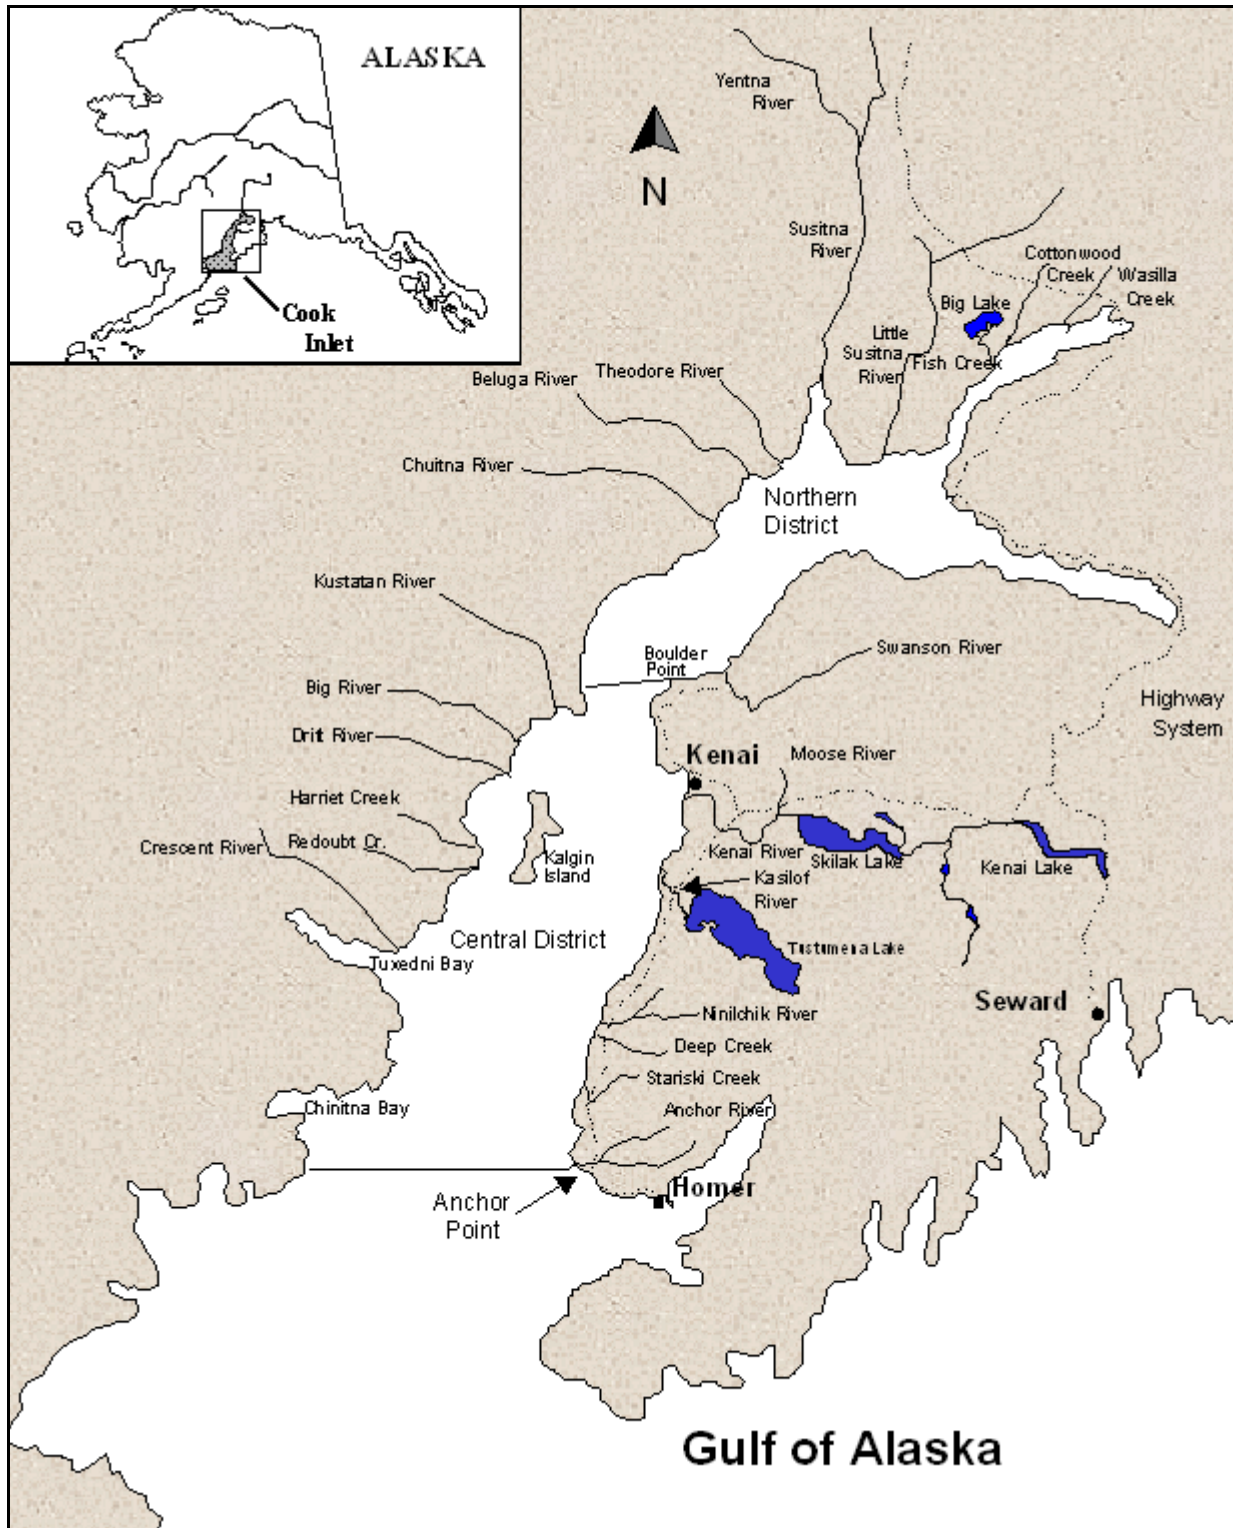 ALASKA
Cook
Inlet
Yentna
River
N
Susitna
River
Cottonwood
Creek
Wasilla
Creek
Big Lake
Little
Susitna
River
Fish Creek
Beluga River
Theodore River
Chuitna River
Northern
District
Kustatan River
Boulder
Point
Swanson River
Big River
Highway
System
Drift River
Kenai
Moose River
Harriet Creek
Redoubt Cr.
Crescent River
Kalgin
Island
Kenai River
Skilak Lake
Kenai Lake
Kasilof
River
Central District
Tustumena Lake
Tuxedni Bay
Seward
Ninilchik River
Deep Creek
Stariski Creek
Chinitna Bay
Anchor River
Homer
Anchor
Point
Gulf of Alaska